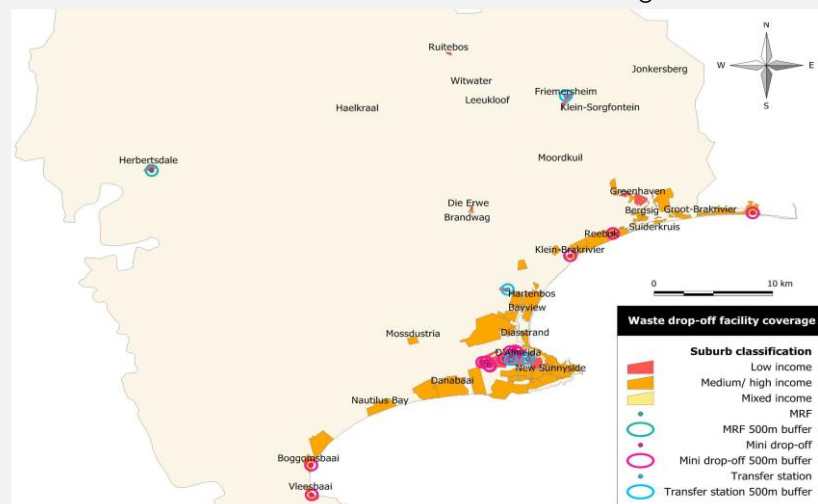 Ruitebos
N
Witwater
Jonkersberg
W
E
Friemersheim
Leeukloof
Haelkraal
Klein-Sorgfontein
S
Moordkuil
Herbertsdale
Greenhaven
Die Erwe
Bergsig
Groot-Brakrivier
Brandwag
Suiderkruis
Reebok
Klein-Brakrivier
0 10 km
Hartenbos
Bayview
Mossdustria
Diasstrand
D'Almeida
New Sunnyside
Danabaai
Nautilus Bay
Boggomsbaai
Vleesbaai
Waste drop-off facility coverage
Suburb classification
Low income
Medium/ high income
Mixed income
MRF
MRF 500m buffer
Mini drop-off
Mini drop-off 500m buffer
Transfer station
Transfer station 500m buffer